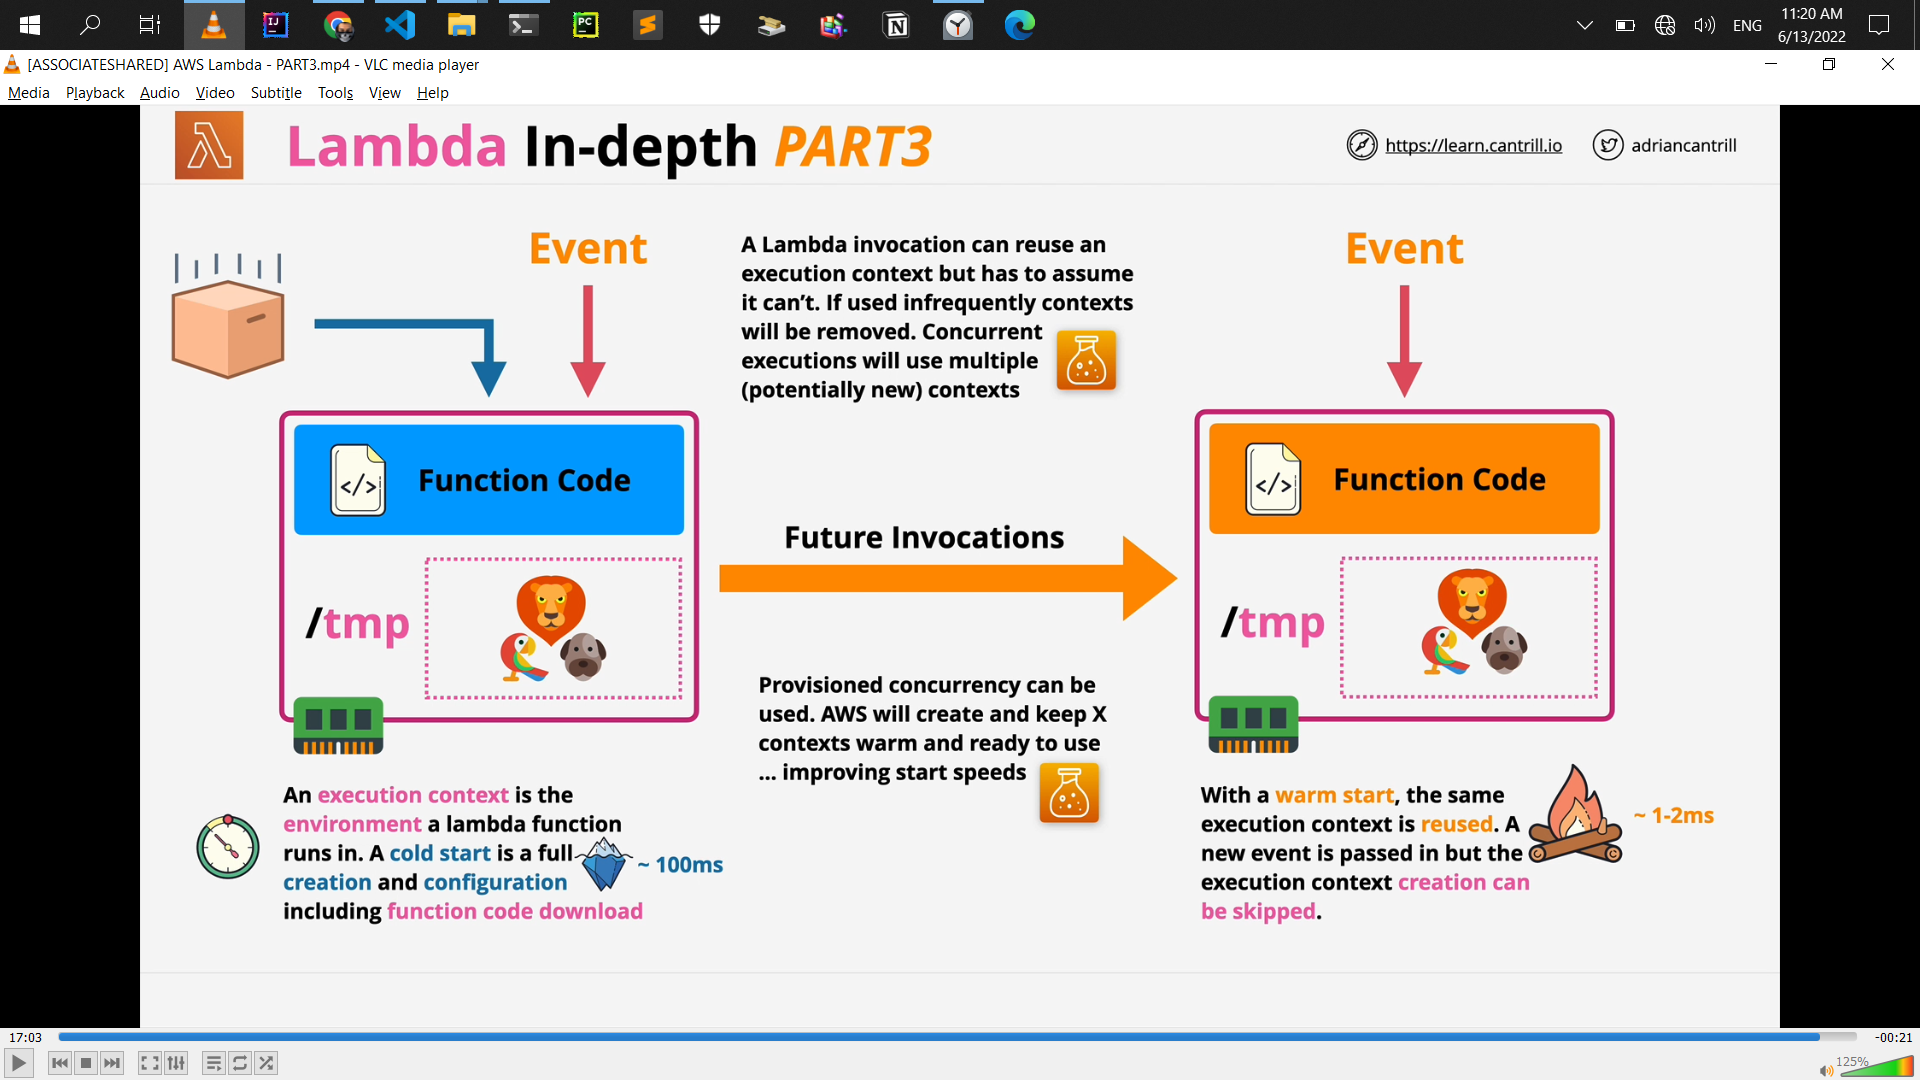 ENG
11:20 AM
6/13/2022
[ASSOCIATESHARED] AWS Lambda - PART3.mp4 - VLC media player
Media Playback Audio Video Subtitle Tools View Help
Lambda In-depth PART3
https://learn.cantrill.io
adriancantrill
Event
A Lambda invocation can reuse an
execution context but has to assume
it can't. If used infrequently contexts
will be removed. Concurrent
executions will use multiple
(potentially new) contexts
Event
</> Function Code
Future Invocations
</> Function Code
/tmp
/tmp
Provisioned concurrency can be
used. AWS will create and keep X
contexts warm and ready to use
... improving start speeds
An execution context is the
environment a lambda function
runs in. A cold start is a full
creation and configuration
including function code download
~ 100ms
With a warm start, the same
execution context is reused. A
new event is passed in but the
execution context creation can
be skipped.
~ 1-2ms
17:03
-00:21
125%